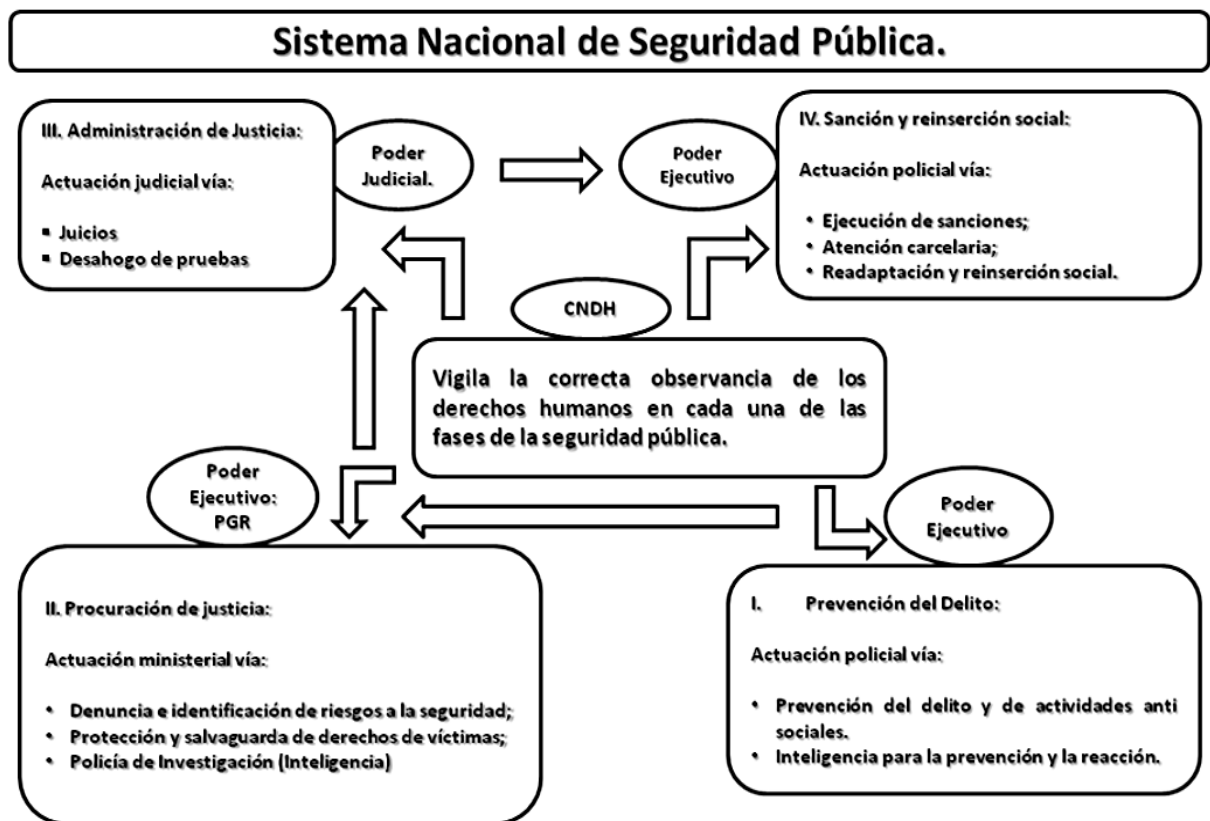 Sistema Nacional de Seguridad Pública.
III. Administración de Justicia:
Actuación judicial vía:
▪ Juicios
▪ Desahogo de pruebas
Poder
Judicial.
Poder
Ejecutivo
IV. Sanción y reinserción social:
Actuación policial vía:
• Ejecución de sanciones;
• Atención carcelaria;
• Readaptación y reinserción social.
CNDH
Vigila la correcta observancia de los
derechos humanos en cada una de las
fases de la seguridad pública.
Poder
Ejecutivo:
PGR
II. Procuración de justicia:
Actuación ministerial vía:
• Denuncia e identificación de riesgos a la seguridad;
• Protección y salvaguarda de derechos de víctimas;
• Policía de Investigación (Inteligencia)
Poder
Ejecutivo
I. Prevención del Delito:
Actuación policial vía:
• Prevención del delito y de actividades anti
sociales.
• Inteligencia para la prevención y la reacción.